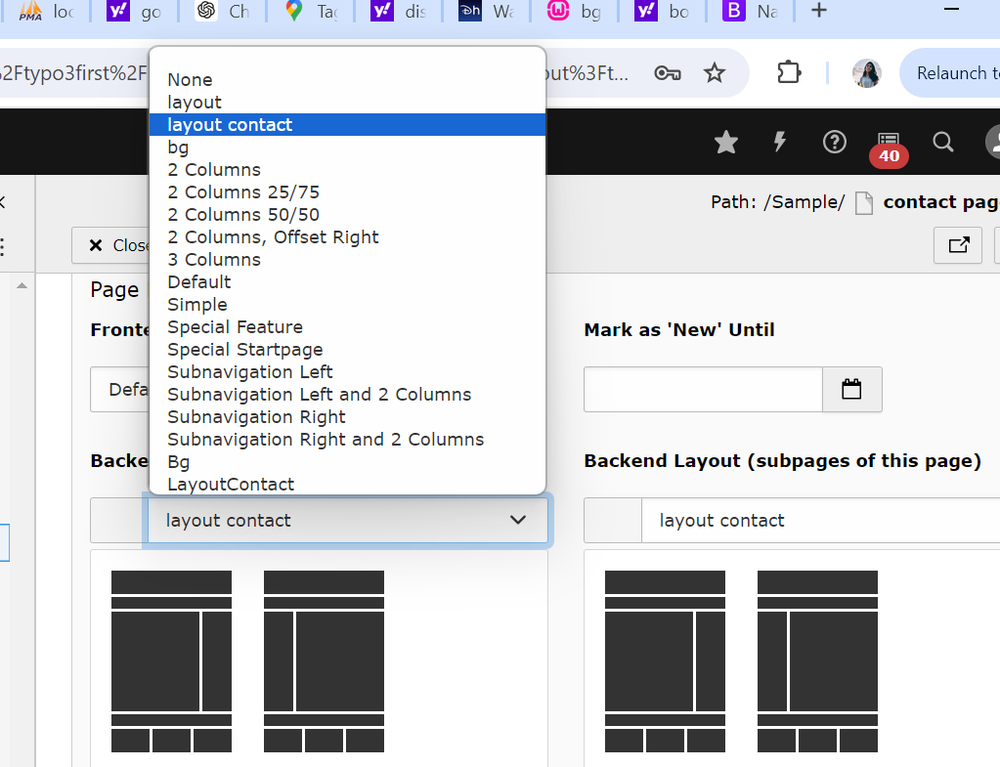 PMA loc
go
Ch
Tag
dis
Wa
bg
bo
B Na
2Ftypo3first%2F
out%3Ft...
Relaunch to
None
layout
layout contact
bg
2 Columns
2 Columns 25/75
2 Columns 50/50
2 Columns, Offset Right
3 Columns
Default
Simple
Special Feature
Special Startpage
Subnavigation Left
Subnavigation Left and 2 Columns
Subnavigation Right
Subnavigation Right and 2 Columns
Bg
LayoutContact
40
Path: /Sample/ contact pag
Close
Page
Fronte
Mark as 'New' Until
Defa
Backe
Backend Layout (subpages of this page)
layout contact
layout contact